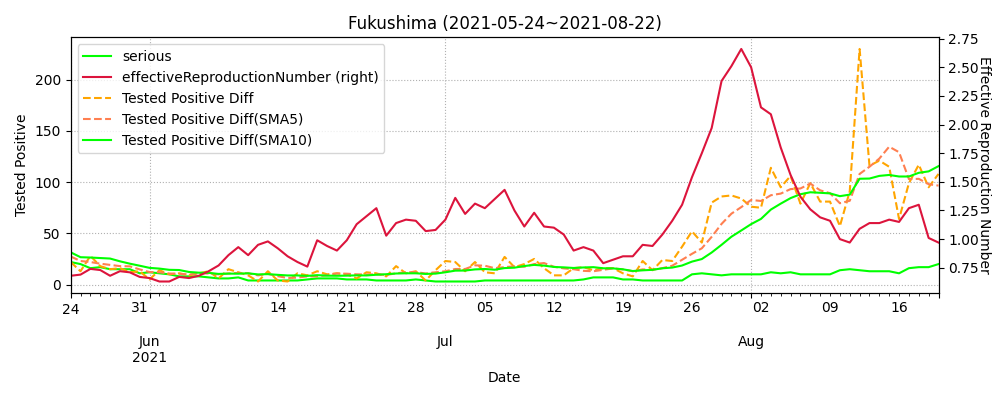 Fukushima (2021-05-24~2021-08-22)
serious
effectiveReproductionNumber (right)
Tested Positive Diff
Tested Positive Diff(SMA5)
Tested Positive Diff(SMA10)
Tested Positive
200
150
100
50
0
2.75
2.50
2.25
2.00
1.75
1.50
1.25
1.00
0.75
Effective Reproduction Number
24 31 07 14 21 28 05 12 19 26 02 09 16
Jun Jul Aug
2021
Date